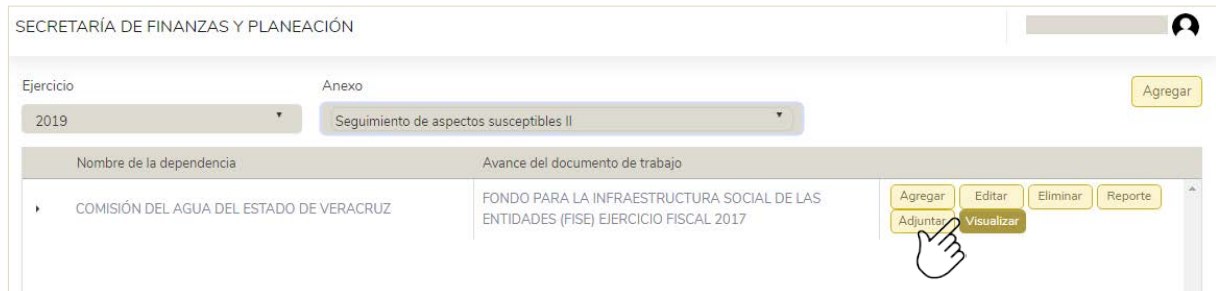 SECRETARÍA DE FINANZAS Y PLANEACIÓN
Ejercicio Anexo
Agregar
2019 Seguimiento de aspectos susceptibles II
Nombre de la dependencia Avance del documento de trabajo
COMISIÓN DEL AGUA DEL ESTADO DE VERACRUZ
FONDO PARA LA INFRAESTRUCTURA SOCIAL DE LAS
ENTIDADES (FISE) EJERCICIO FISCAL 2017
Agregar Editar Eliminar Reporte
Adjuntar Visualizar